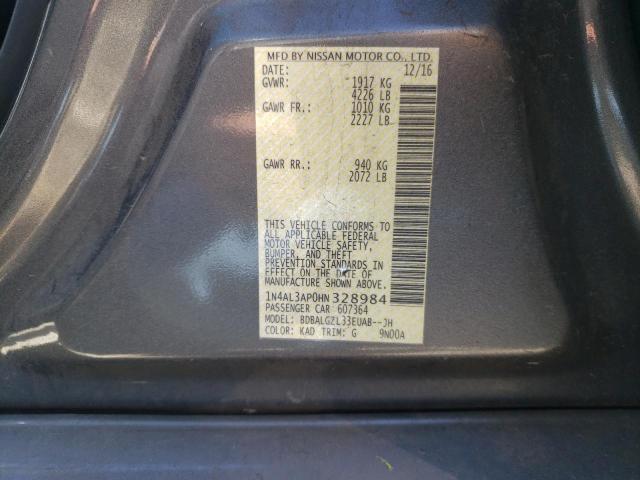 MFD BY NISSAN MOTOR CO., LTD.
DATE: 12/16
GVWR: 1917 KG
4226 LB
GAWR FR.: 1010 KG
2227 LB
GAWR RR.: 940 KG
2072 LB
THIS VEHICLE CONFORMS TO
ALL APPLICABLE FEDERAL
MOTOR VEHICLE SAFETY,
BUMPER, AND THEFT
PREVENTION STANDARDS IN
EFFECT ON THE DATE OF
MANUFACTURE SHOWN ABOVE.
1N4AL3AP0HN328984
PASSENGER CAR 607364
MODEL: BDBALGZL33EUAB--JH
COLOR: KAD TRIM: G 9N00A